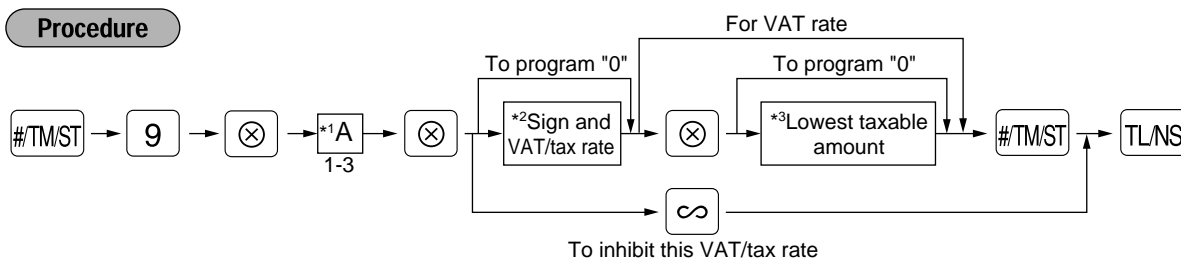 Procedure
For VAT rate
To program "0"
To program "0"
#/TM/ST 9 ⊗ *1A ⊗ *2Sign and VAT/tax rate ⊗ *3Lowest taxable amount #/TM/ST TL/NS
1-3
∞
To inhibit this VAT/tax rate